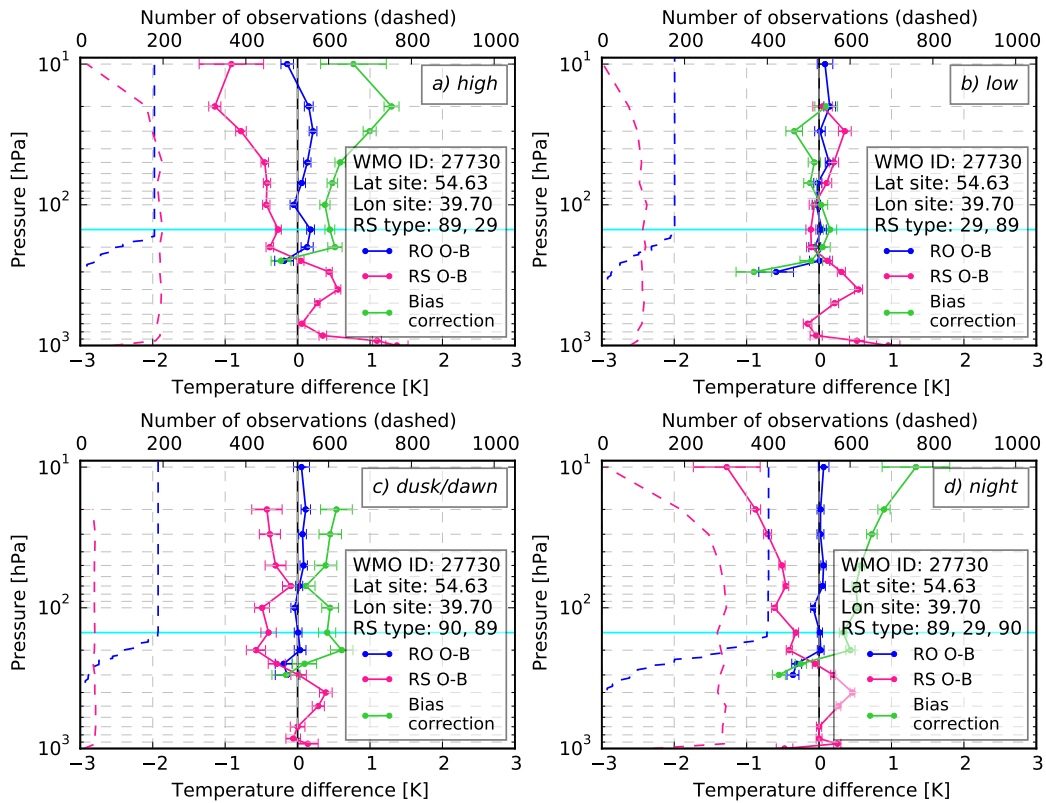 Number of observations (dashed)
0 200 400 600 800 1000
10¹
10²
10³
Pressure [hPa]
a) high
WMO ID: 27730
Lat site: 54.63
Lon site: 39.70
RS type: 89, 29
RO O-B
RS O-B
Bias
correction
−3 −2 −1 0 1 2 3
Temperature difference [K]
Number of observations (dashed)
0 200 400 600 800 1000
10¹
10²
10³
Pressure [hPa]
b) low
WMO ID: 27730
Lat site: 54.63
Lon site: 39.70
RS type: 29, 89
RO O-B
RS O-B
Bias
correction
−3 −2 −1 0 1 2 3
Temperature difference [K]
Number of observations (dashed)
0 200 400 600 800 1000
10¹
10²
10³
Pressure [hPa]
c) dusk/dawn
WMO ID: 27730
Lat site: 54.63
Lon site: 39.70
RS type: 90, 89
RO O-B
RS O-B
Bias
correction
−3 −2 −1 0 1 2 3
Temperature difference [K]
Number of observations (dashed)
0 200 400 600 800 1000
10¹
10²
10³
Pressure [hPa]
d) night
WMO ID: 27730
Lat site: 54.63
Lon site: 39.70
RS type: 89, 29, 90
RO O-B
RS O-B
Bias
correction
−3 −2 −1 0 1 2 3
Temperature difference [K]